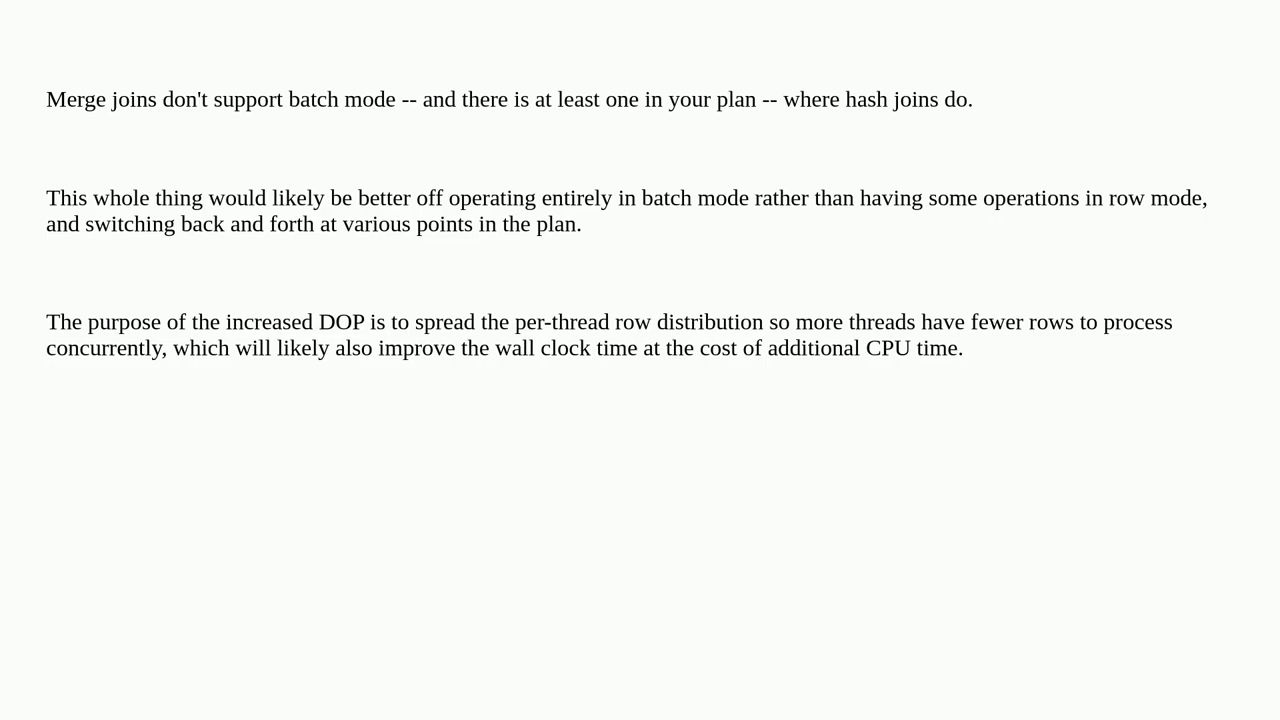 Merge joins don't support batch mode -- and there is at least one in your plan -- where hash joins do.
This whole thing would likely be better off operating entirely in batch mode rather than having some operations in row mode,
and switching back and forth at various points in the plan.
The purpose of the increased DOP is to spread the per-thread row distribution so more threads have fewer rows to process
concurrently, which will likely also improve the wall clock time at the cost of additional CPU time.